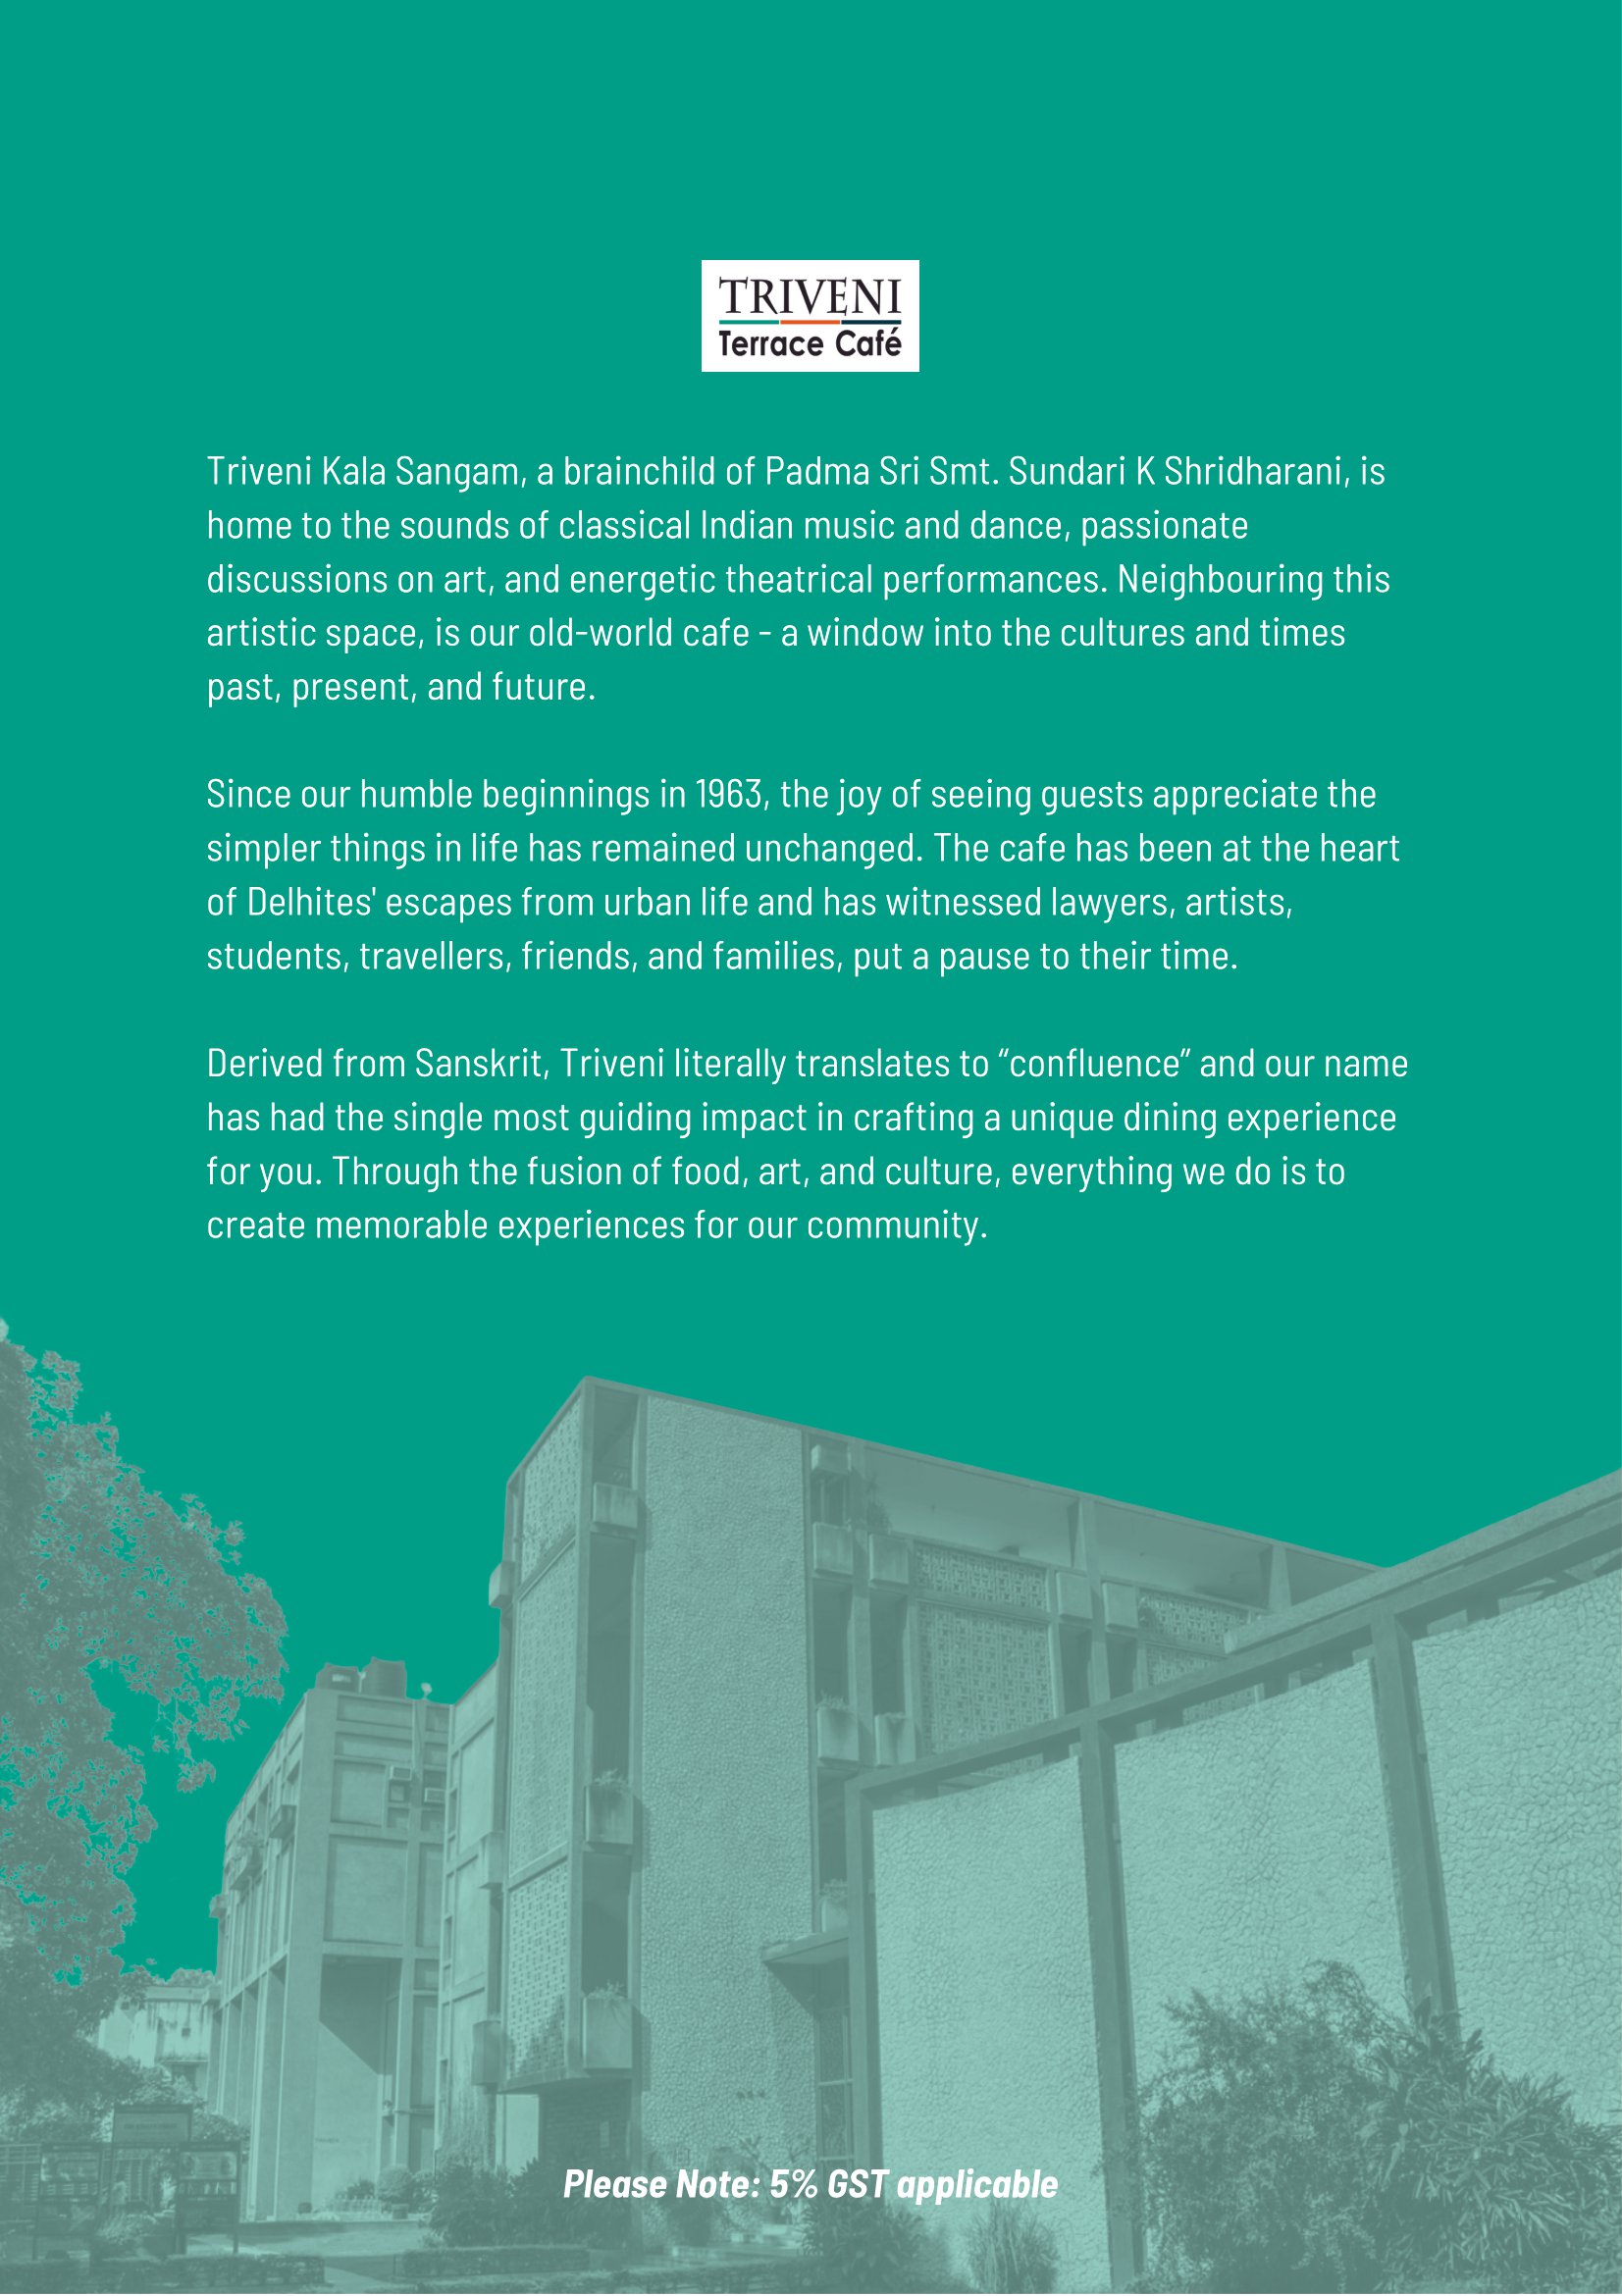 TRIVENI
Terrace Café
Triveni Kala Sangam, a brainchild of Padma Sri Smt. Sundari K Shridharani, is
home to the sounds of classical Indian music and dance, passionate
discussions on art, and energetic theatrical performances. Neighbouring this
artistic space, is our old-world cafe - a window into the cultures and times
past, present, and future.
Since our humble beginnings in 1963, the joy of seeing guests appreciate the
simpler things in life has remained unchanged. The cafe has been at the heart
of Delhites' escapes from urban life and has witnessed lawyers, artists,
students, travellers, friends, and families, put a pause to their time.
Derived from Sanskrit, Triveni literally translates to “confluence” and our name
has had the single most guiding impact in crafting a unique dining experience
for you. Through the fusion of food, art, and culture, everything we do is to
create memorable experiences for our community.
Please Note: 5% GST applicable